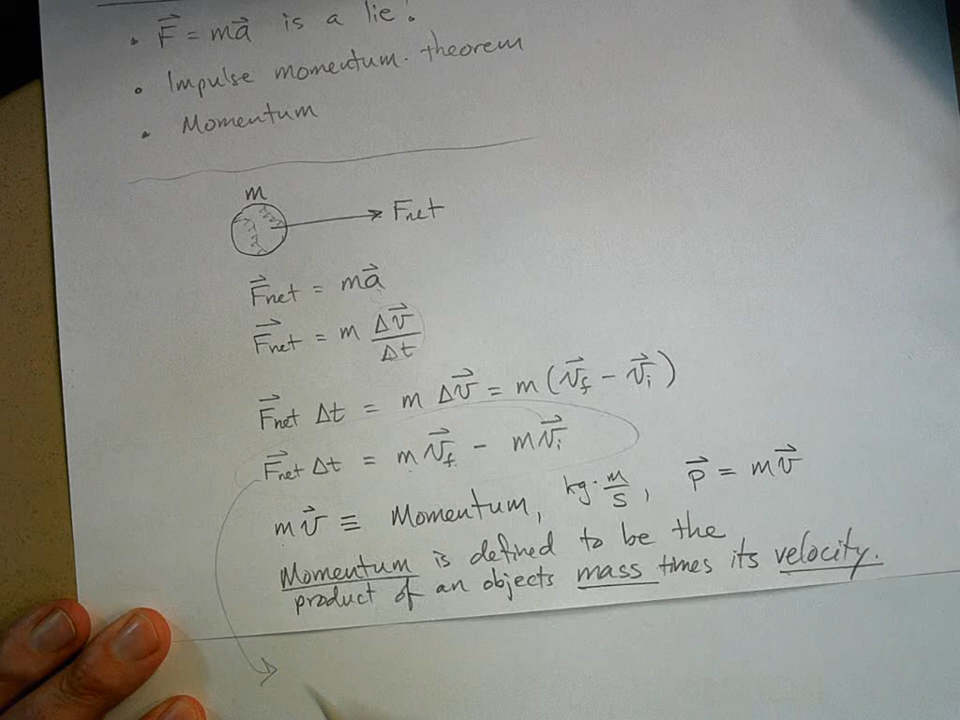 • F⃗ = ma⃗ is a lie!
• Impulse momentum. theorem
• Momentum
m
Fnet
F⃗net = ma⃗
F⃗net = m Δv⃗/Δt
F⃗net Δt = m Δv⃗ = m(v⃗f - v⃗i)
F⃗net Δt = mv⃗f - mv⃗i
mv⃗ ≡ Momentum, kg·m/s, p⃗ = mv⃗
Momentum is defined to be the
product of an objects mass times its velocity.